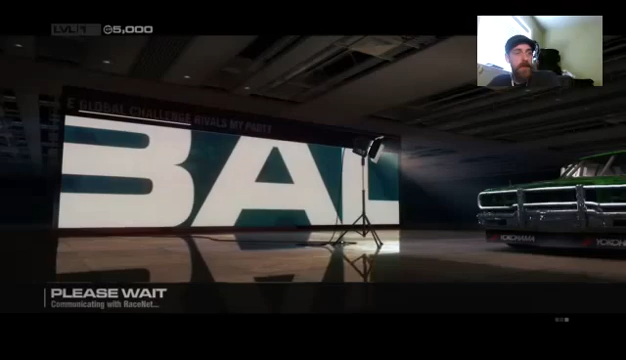 LVL 1 5,000
E GLOBAL CHALLENGE RIVALS MY PARTY
BAL
YOKOHAMA
PLEASE WAIT
Communicating with RaceNet...